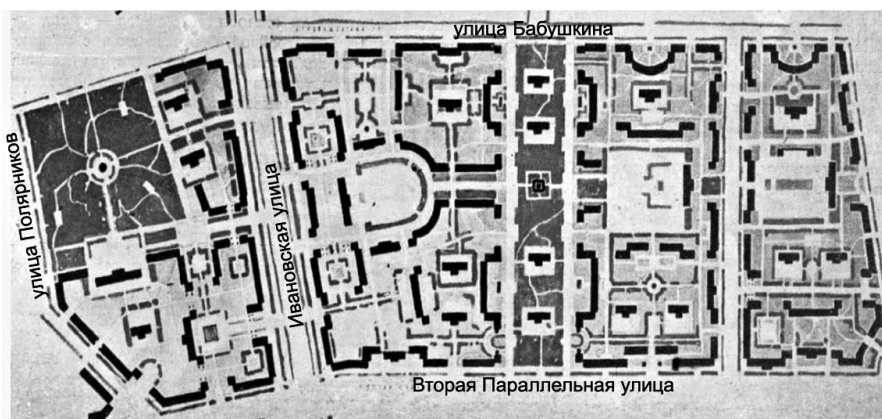 улица Бабушкина
улица Полярников
Ивановская улица
Вторая Параллельная улица